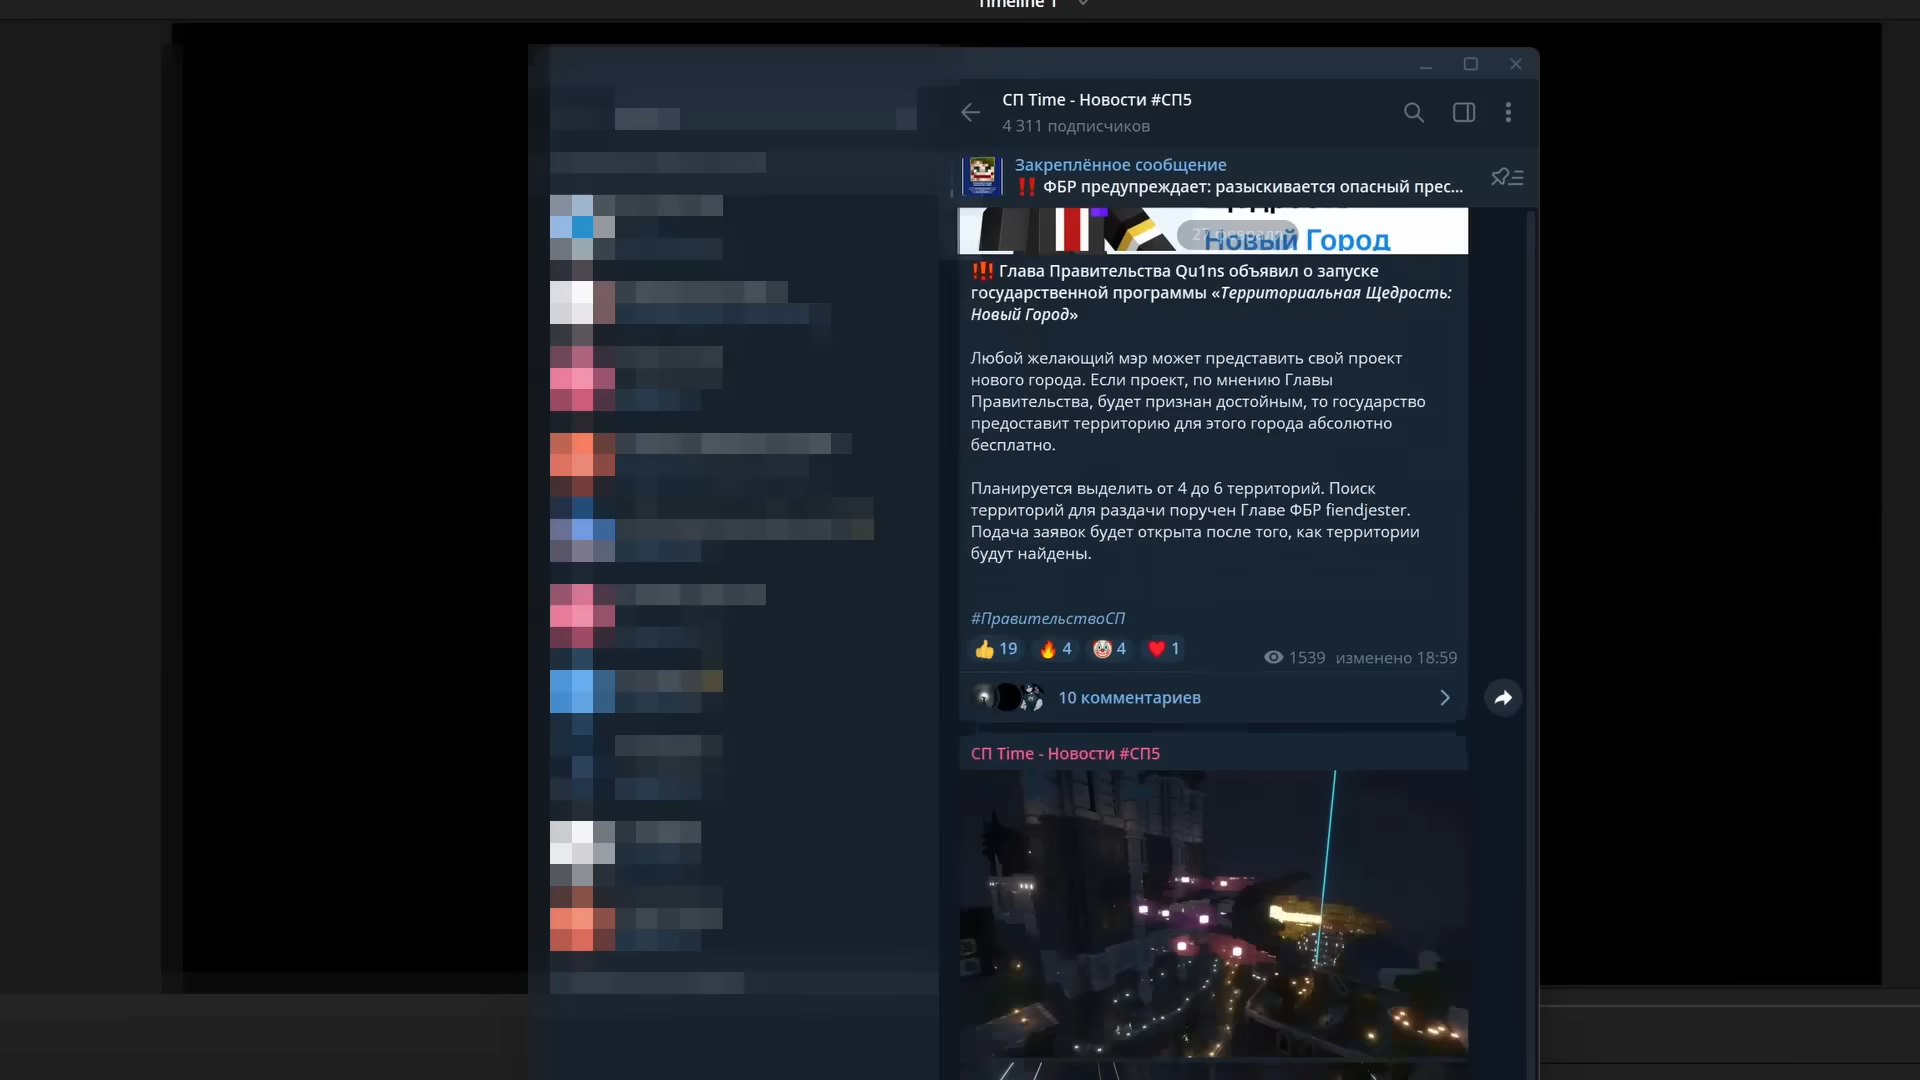 Timeline 1
СП Time - Новости #СП5
4 311 подписчиков
Закреплённое сообщение
‼️ ФБР предупреждает: разыскивается опасный прес...
Новый Город
Глава Правительства Qu1ns объявил о запуске
государственной программы «Территориальная Щедрость:
Новый Город»
Любой желающий мэр может представить свой проект
нового города. Если проект, по мнению Главы
Правительства, будет признан достойным, то государство
предоставит территорию для этого города абсолютно
бесплатно.
Планируется выделить от 4 до 6 территорий. Поиск
территорий для раздачи поручен Главе ФБР fiendjester.
Подача заявок будет открыта после того, как территории
будут найдены.
#ПравительствоСП
19 4 4 1
1539 изменено 18:59
10 комментариев
СП Time - Новости #СП5